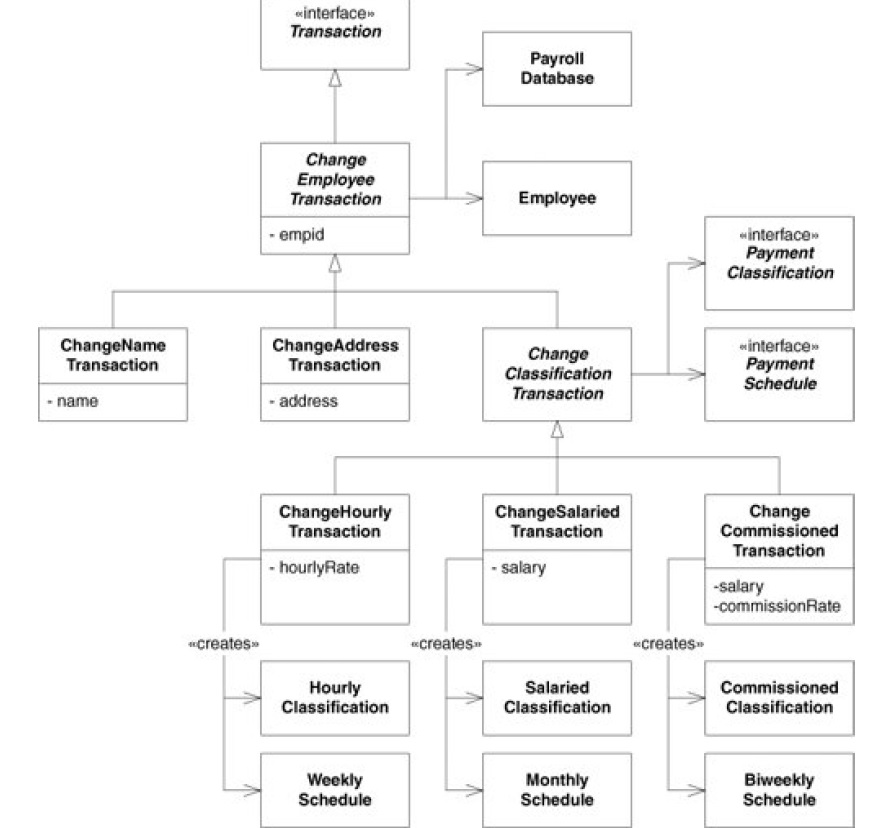 «interface»
Transaction
Payroll
Database
Change
Employee
Transaction
- empid
Employee
«interface»
Payment
Classification
ChangeName
Transaction
- name
ChangeAddress
Transaction
- address
Change
Classification
Transaction
«interface»
Payment
Schedule
ChangeHourly
Transaction
- hourlyRate
ChangeSalaried
Transaction
- salary
Change
Commissioned
Transaction
-salary
-commissionRate
«creates»
«creates»
«creates»
Hourly
Classification
Salaried
Classification
Commissioned
Classification
Weekly
Schedule
Monthly
Schedule
Biweekly
Schedule